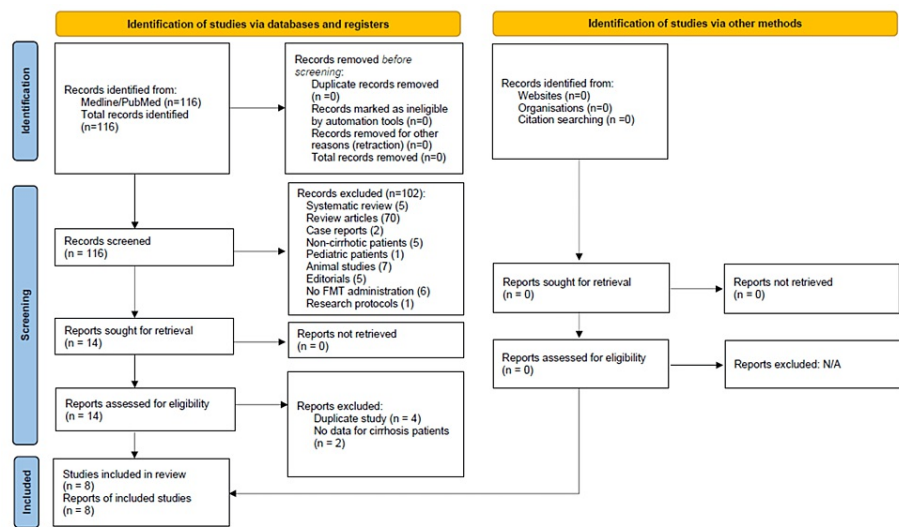 Identification of studies via databases and registers
Identification of studies via other methods
Identification
Records identified from:
Medline/PubMed (n=116)
Total records identified
(n=116)
Records removed before
screening:
Duplicate records removed
(n =0)
Records marked as ineligible
by automation tools (n=0)
Records removed for other
reasons (retraction) (n=0)
Total records removed (n=0)
Records identified from:
Websites (n=0)
Organisations (n=0)
Citation searching (n =0)
Screening
Records screened
(n = 116)
Records excluded (n=102):
Systematic review (5)
Review articles (70)
Case reports (2)
Non-cirrhotic patients (5)
Pediatric patients (1)
Animal studies (7)
Editorials (5)
No FMT administration (6)
Research protocols (1)
Reports sought for retrieval
(n = 14)
Reports not retrieved
(n = 0)
Reports sought for retrieval
(n = 0)
Reports not retrieved
(n = 0)
Reports assessed for eligibility
(n = 14)
Reports excluded:
Duplicate study (n = 4)
No data for cirrhosis patients
(n = 2)
Reports assessed for eligibility
(n = 0)
Reports excluded: N/A
Included
Studies included in review
(n = 8)
Reports of included studies
(n = 8)